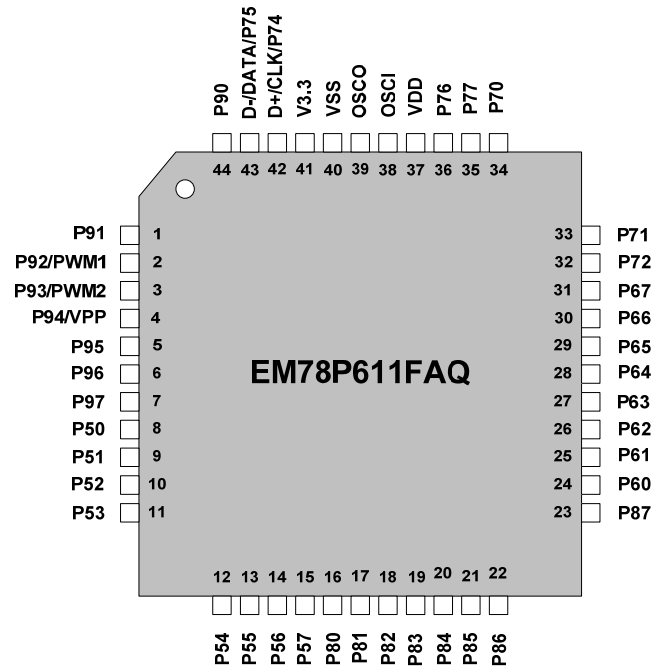 P90
D-/DATA/P75
D+/CLK/P74
V3.3
VSS
OSCO
OSCI
VDD
P76
P77
P70
44 43 42 41 40 39 38 37 36 35 34
P91 1
P92/PWM1 2
P93/PWM2 3
P94/VPP 4
P95 5
P96 6
P97 7
P50 8
P51 9
P52 10
P53 11
EM78P611FAQ
33 P71
32 P72
31 P67
30 P66
29 P65
28 P64
27 P63
26 P62
25 P61
24 P60
23 P87
12 13 14 15 16 17 18 19 20 21 22
P54
P55
P56
P57
P80
P81
P82
P83
P84
P85
P86